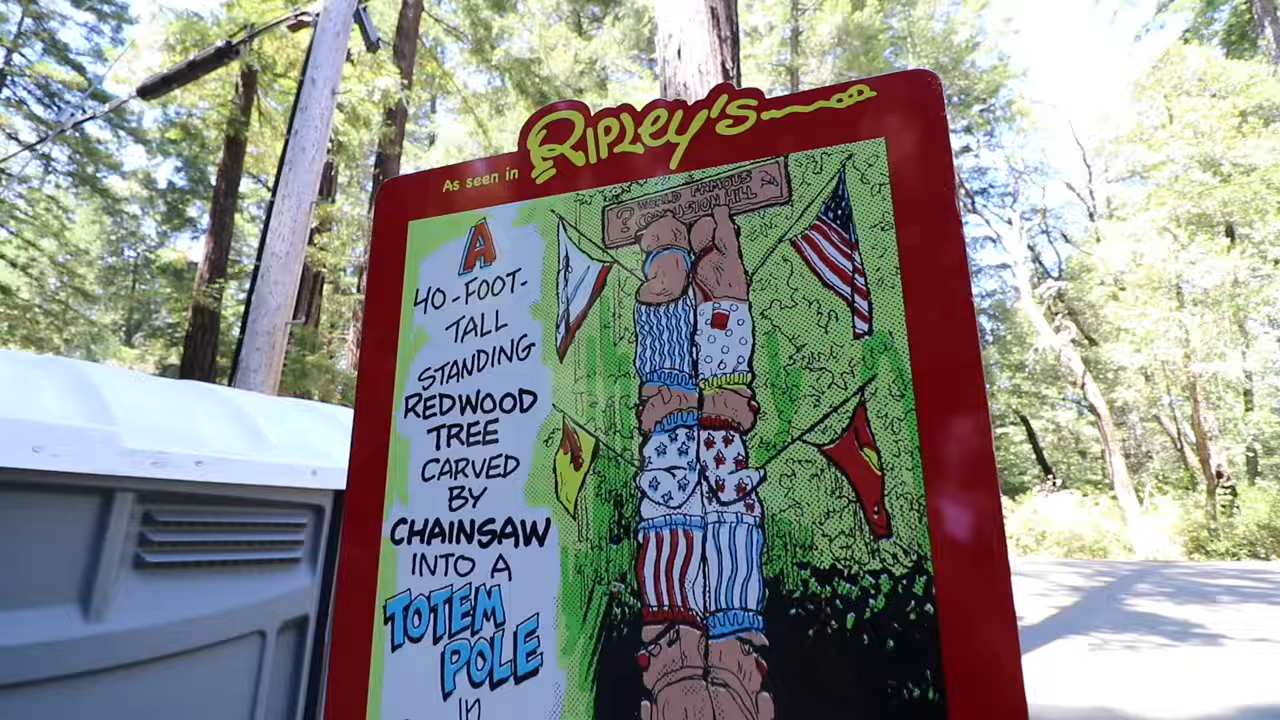 As seen in RIPLEY'S
WORLD FAMOUS
? CONFUSION HILL
A
40-FOOT-
TALL
STANDING
REDWOOD
TREE
CARVED
BY
CHAINSAW
INTO A
TOTEM
POLE
in